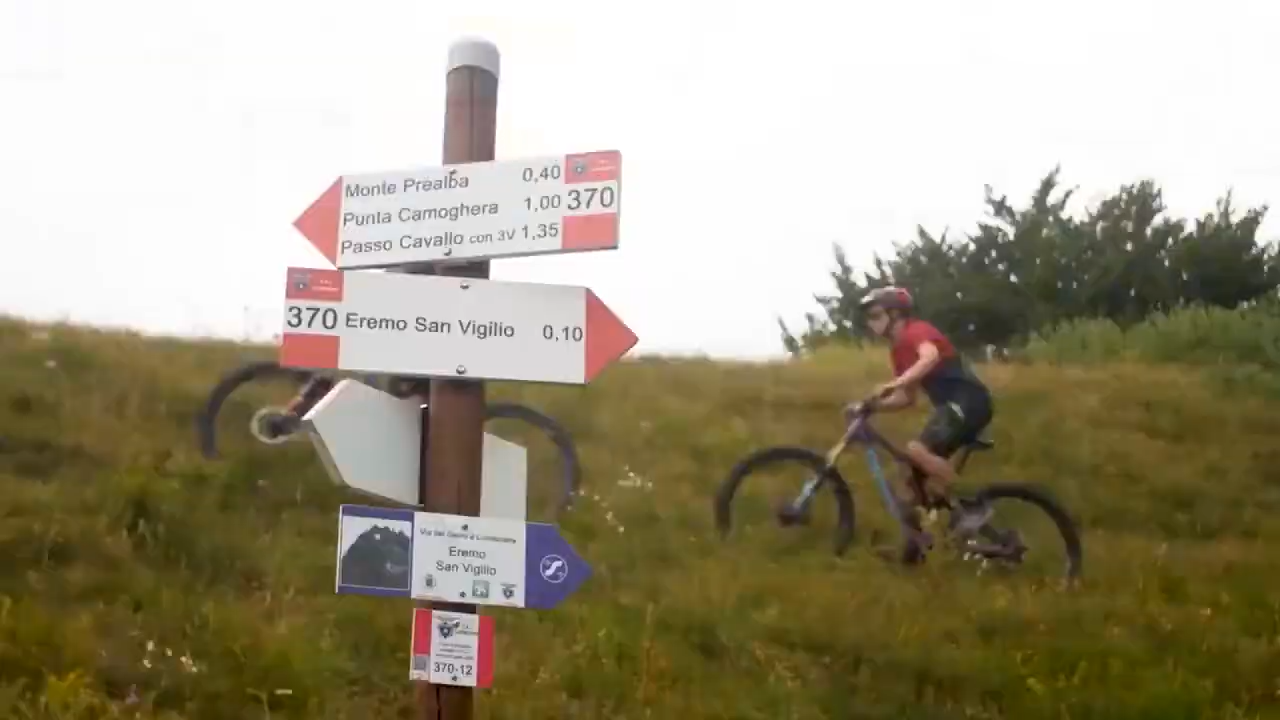 Monte Prealba 0,40
Punta Camoghera 1,00
370
Passo Cavallo con 3V 1,35
370 Eremo San Vigilio 0,10
Eremo
San Vigilio
370-12